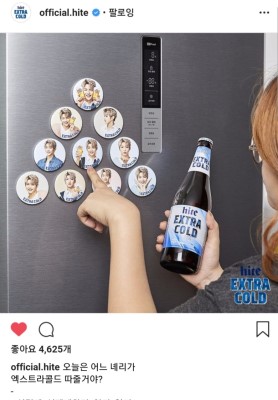 official.hite • 팔로잉
hite
EXTRA
COLD
hite
EXTRA
COLD
hite
EXTRA
COLD
좋아요 4,625개
official.hite 오늘은 어느 네리가
엑스트라콜드 따줄거야?
-